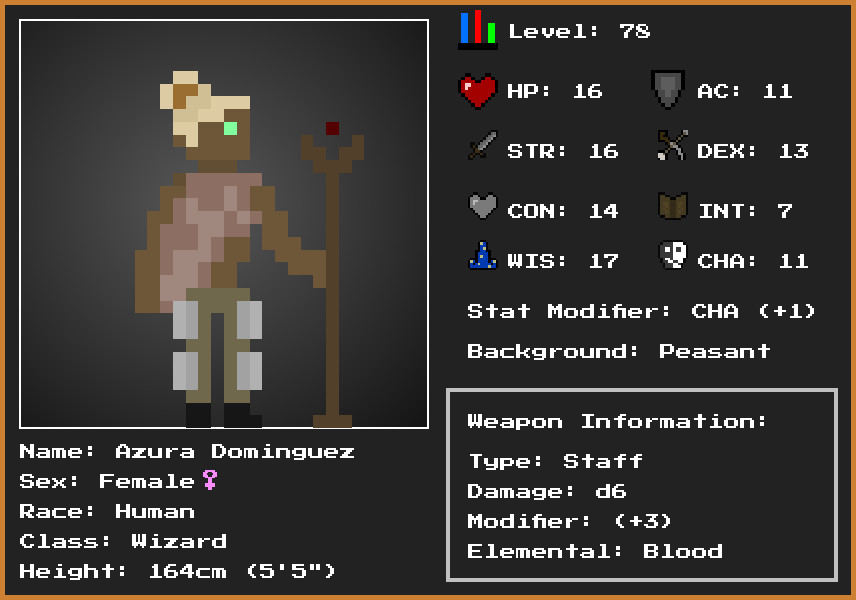 Level: 78
HP: 16
AC: 11
STR: 16
DEX: 13
CON: 14
INT: 7
WIS: 17
CHA: 11
Stat Modifier: CHA (+1)
Background: Peasant
Name: Azura Dominguez
Sex: Female♀
Race: Human
Class: Wizard
Height: 164cm (5'5")
Weapon Information:
Type: Staff
Damage: d6
Modifier: (+3)
Elemental: Blood